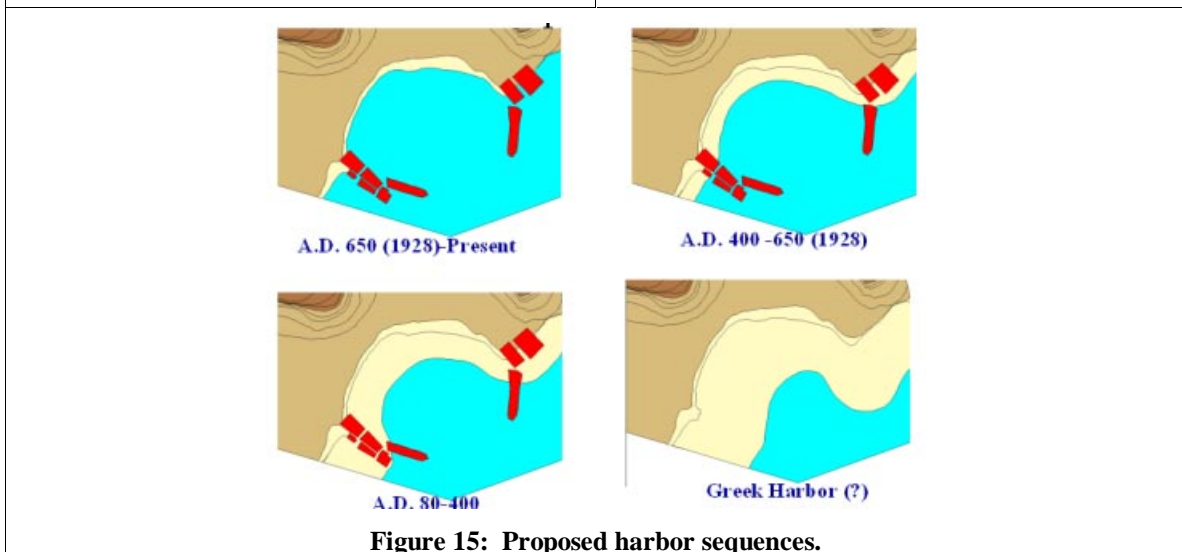 A.D. 650 (1928)-Present
A.D. 400 -650 (1928)
A.D. 80-400
Greek Harbor (?)
Figure 15:  Proposed harbor sequences.